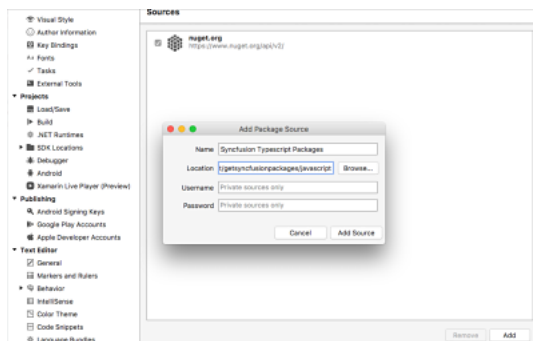 Sources
Visual Style
Author Information
Key Bindings
Fonts
Tasks
External Tools
Projects
Load/Save
Build
.NET Runtimes
SDK Locations
Debugger
Android
Xamarin Live Player (Preview)
Publishing
Android Signing Keys
Google Play Accounts
Apple Developer Accounts
Text Editor
General
Markers and Rulers
Behavior
IntelliSense
Color Theme
Code Snippets
Language Bundles
nuget.org
https://www.nuget.org/api/v2/
Add Package Source
Name Syncfusion Typescript Packages
Location t/getsyncfusionpackages/javascript Browse...
Username Private sources only
Password Private sources only
Cancel Add Source
Remove Add